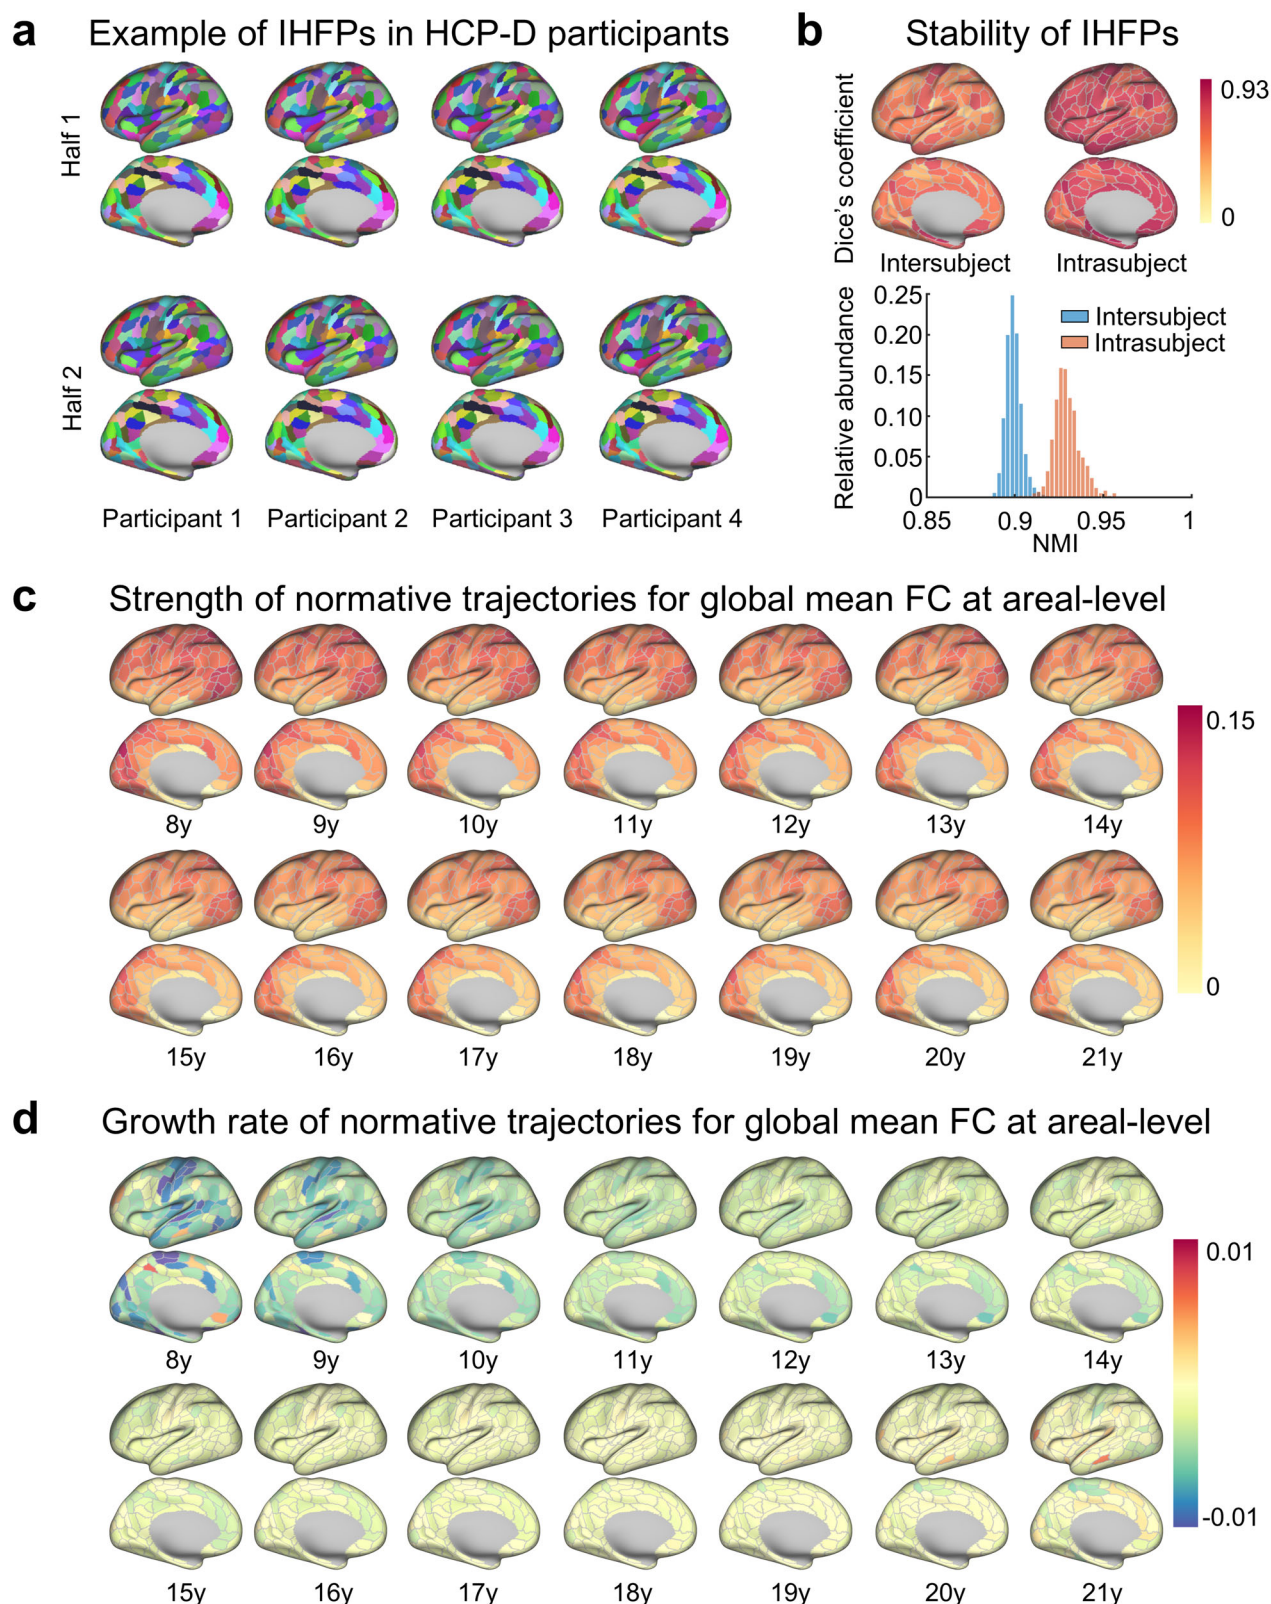 a Example of IHFPs in HCP-D participants
Half 1
Half 2
Participant 1 Participant 2 Participant 3 Participant 4
b Stability of IHFPs
Dice's coefficient
0.93
0
Intersubject Intrasubject
Relative abundance
0.25
0.20
0.15
0.10
0.05
0
Intersubject
Intrasubject
0.85 0.9 0.95 1
NMI
c Strength of normative trajectories for global mean FC at areal-level
8y 9y 10y 11y 12y 13y 14y
15y 16y 17y 18y 19y 20y 21y
0.15
0
d Growth rate of normative trajectories for global mean FC at areal-level
8y 9y 10y 11y 12y 13y 14y
15y 16y 17y 18y 19y 20y 21y
0.01
-0.01